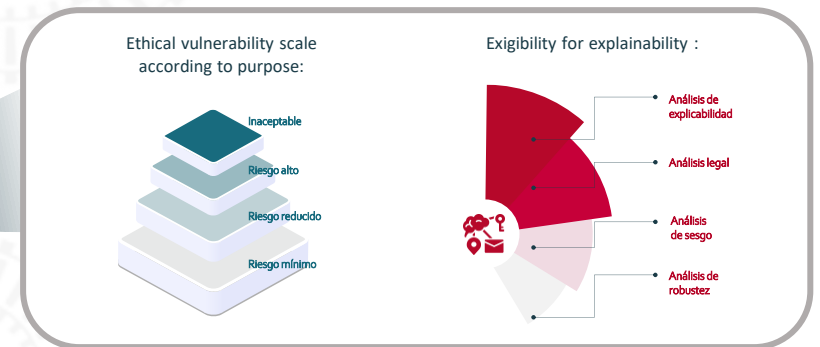 Ethical vulnerability scale
according to purpose:
Inaceptable
Riesgo alto
Riesgo reducido
Riesgo mínimo
Exigibility for explainability :
Análisis de
explicabilidad
Análisis legal
Análisis
de sesgo
Análisis de
robustez